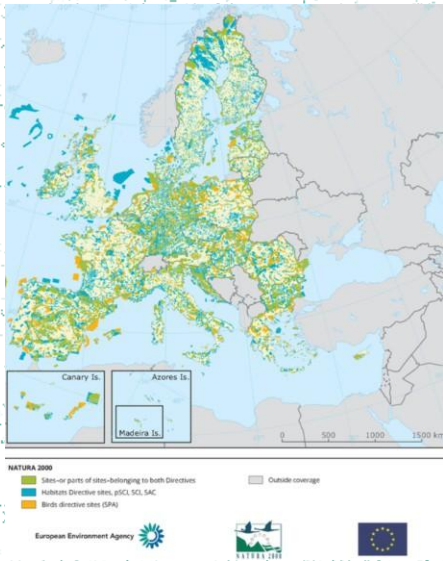 Canary Is.
Azores Is.
Madeira Is.
0 500 1000 1500 km
NATURA 2000
Sites-or parts of sites-belonging to both Directives
Habitats Directive sites, pSCI, SCI, SAC
Birds directive sites (SPA)
Outside coverage
European Environment Agency
NATURA 2000